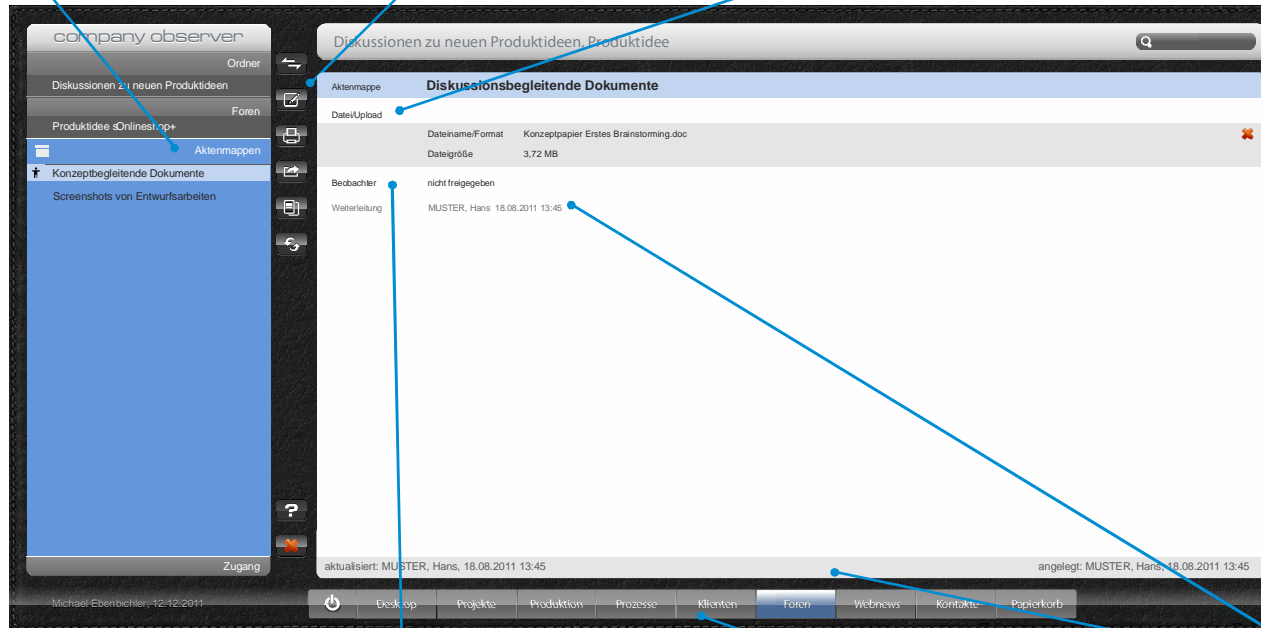 company observer
Ordner
Diskussionen zu neuen Produktideen
Foren
Produktidee sOnlineshop+
Aktenmappen
Konzeptbegleitende Dokumente
Screenshots von Entwurfsarbeiten
Zugang
Michael Ebenbichler, 12.12.2011
Diskussionen zu neuen Produktideen, Produktidee
Aktenmappe Diskussionsbegleitende Dokumente
Datei/Upload
Dateiname/Format Konzeptpapier Erstes Brainstorming.doc
Dateigröße 3,72 MB
Beobachter nicht freigegeben
Weiterleitung MUSTER, Hans 18.08.2011 13:45
?
aktualisiert: MUSTER, Hans, 18.08.2011 13:45 angelegt: MUSTER, Hans, 18.08.2011 13:45
Desktop Projekte Produktion Prozesse Klienten Foren Webnews Kontakte Papierkorb